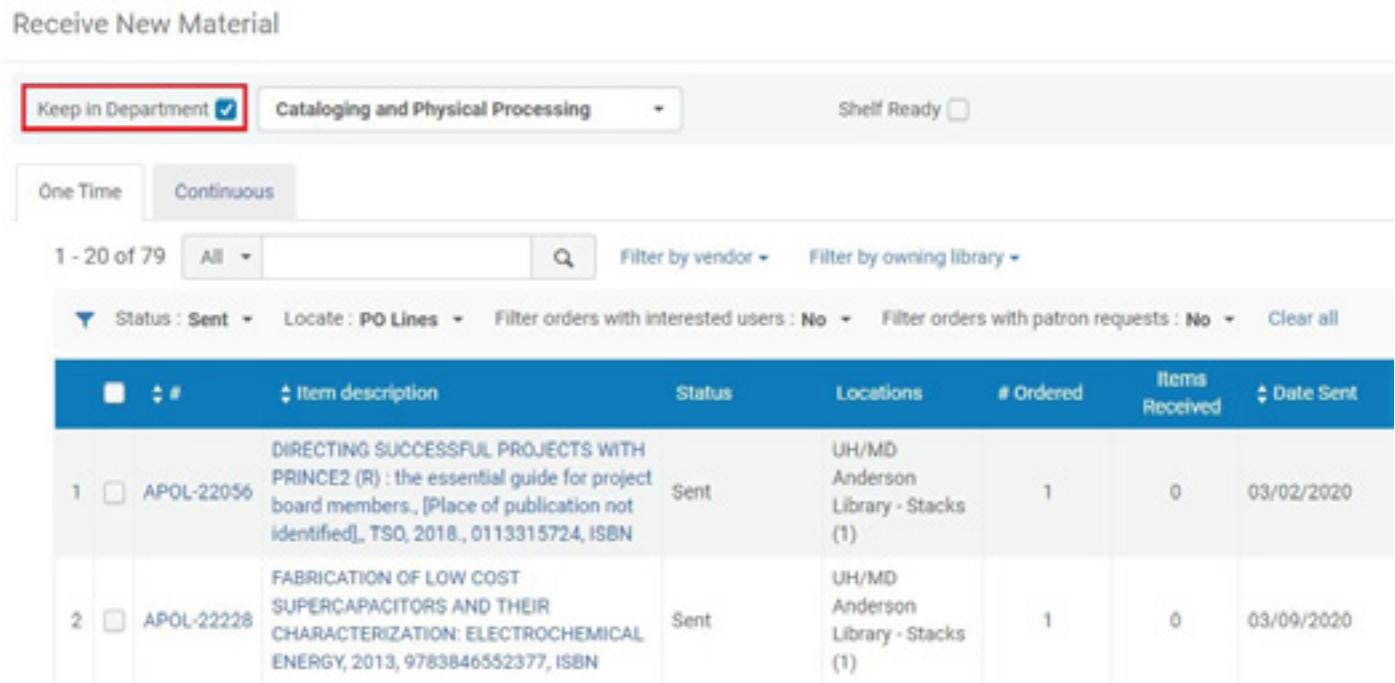 Receive New Material
Keep in Department Cataloging and Physical Processing Shelf Ready
One Time Continuous
1 - 20 of 79 All Filter by vendor Filter by owning library
Status : Sent Locate : PO Lines Filter orders with interested users : No Filter orders with patron requests : No Clear all
# Item description Status Locations # Ordered Items Received Date Sent
1 APOL-22056
DIRECTING SUCCESSFUL PROJECTS WITH
PRINCE2 (R) : the essential guide for project
board members., [Place of publication not
identified],, TSO, 2018., 0113315724, ISBN
Sent
UH/MD
Anderson
Library - Stacks
(1)
1 0 03/02/2020
2 APOL-22228
FABRICATION OF LOW COST
SUPERCAPACITORS AND THEIR
CHARACTERIZATION: ELECTROCHEMICAL
ENERGY, 2013, 9783846552377, ISBN
Sent
UH/MD
Anderson
Library - Stacks
(1)
1 0 03/09/2020